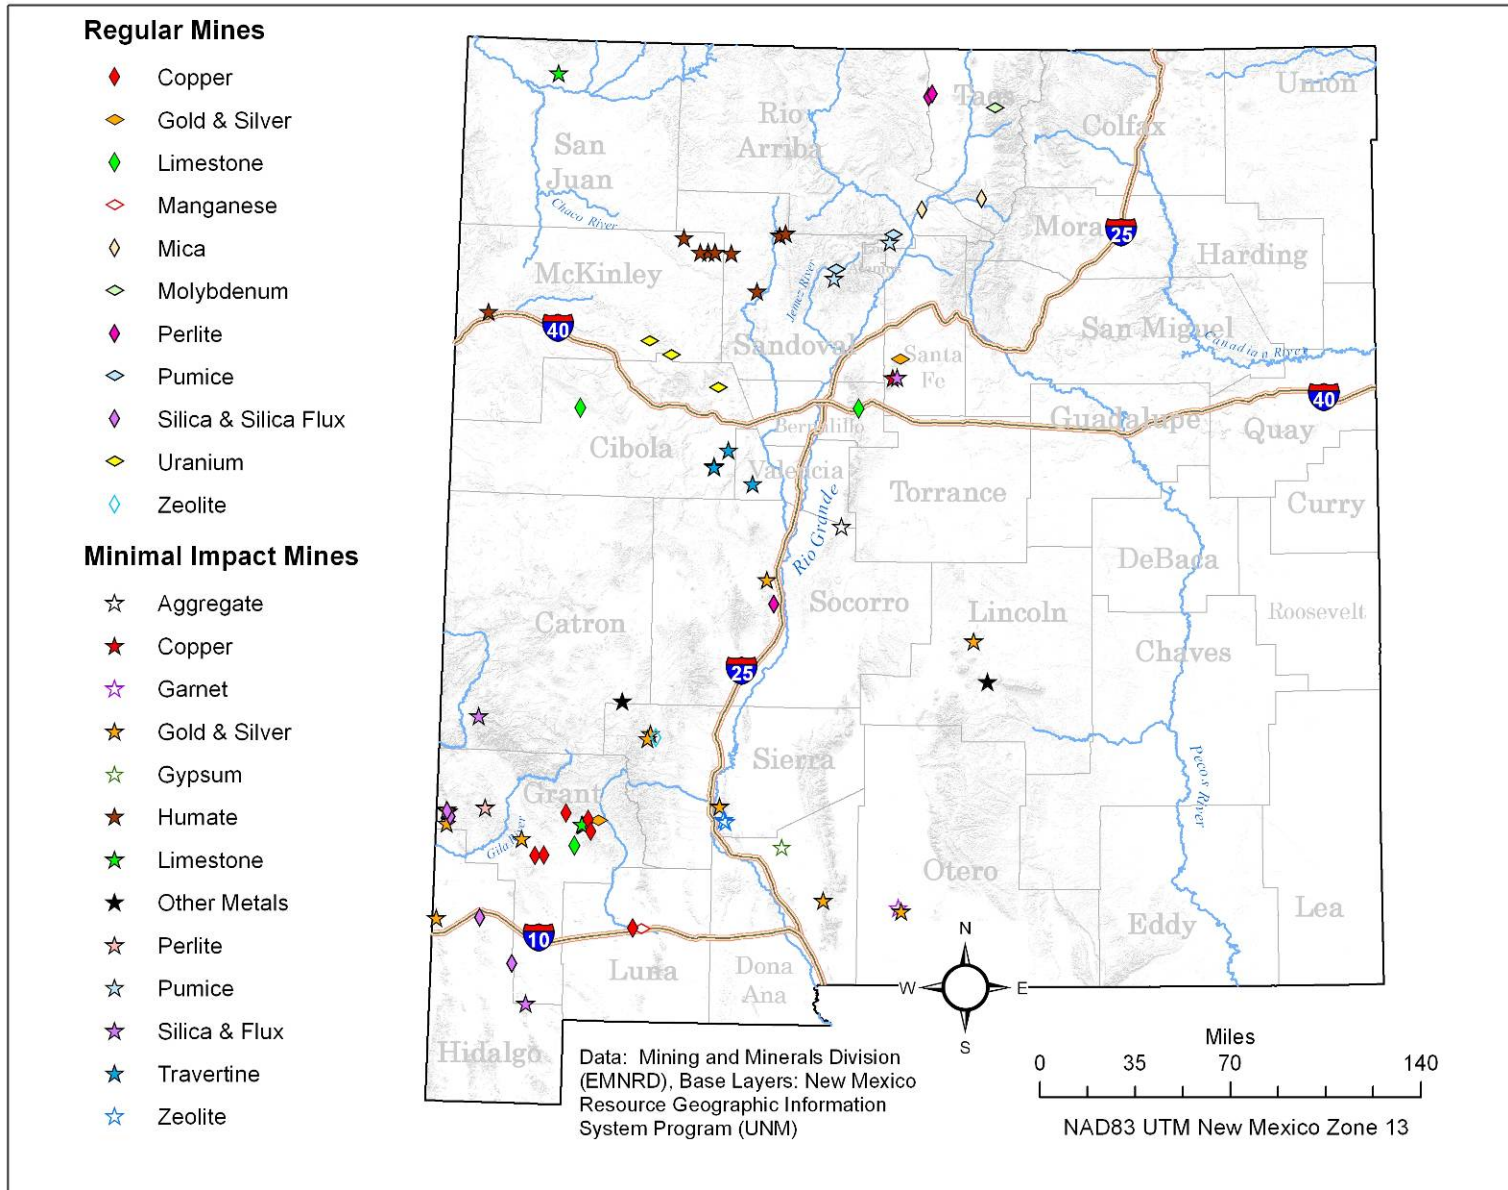 Regular Mines
Copper
Gold & Silver
Limestone
Manganese
Mica
Molybdenum
Perlite
Pumice
Silica & Silica Flux
Uranium
Zeolite
Minimal Impact Mines
Aggregate
Copper
Garnet
Gold & Silver
Gypsum
Humate
Limestone
Other Metals
Perlite
Pumice
Silica & Flux
Travertine
Zeolite
San
Juan
Rio
Arriba
Taos
Colfax
Union
Chaco River
Mora
25
Harding
McKinley
Jemez River
40
Sandoval
San Miguel
Canadian River
Santa
Fe
40
Guadalupe
Quay
Bernalillo
Cibola
Valencia
Torrance
Curry
Rio Grande
DeBaca
Catron
Socorro
Lincoln
Roosevelt
Chaves
25
Sierra
Pecos River
Grant
Gila River
Otero
Eddy
Lea
10
Luna
Dona
Ana
Hidalgo
N
W
E
S
Data: Mining and Minerals Division
(EMNRD), Base Layers: New Mexico
Resource Geographic Information
System Program (UNM)
Miles
0 35 70 140
NAD83 UTM New Mexico Zone 13